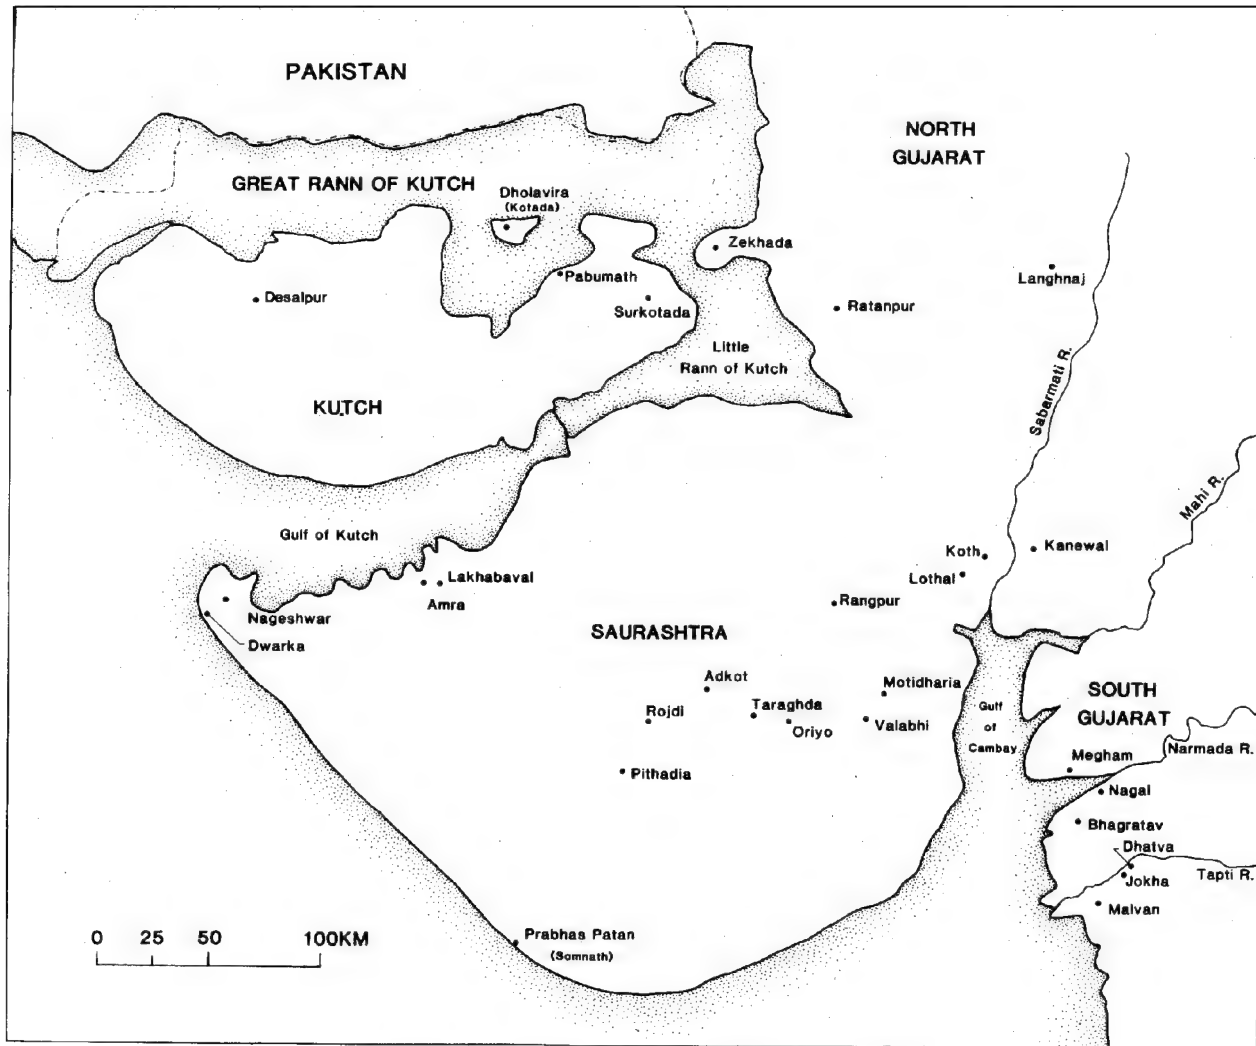 PAKISTAN
NORTH
GUJARAT
GREAT RANN OF KUTCH
Dholavira
(Kotada)
Zekhada
Langhnaj
Pabumath
Desalpur
Surkotada
Ratanpur
Little
Rann of Kutch
Sabarmati R.
KUTCH
Mahi R.
Gulf of Kutch
Koth
Kanewal
Lothal
Lakhabaval
Amra
Rangpur
Nageshwar
Dwarka
SAURASHTRA
Adkot
Motidharia
SOUTH
GUJARAT
Rojdi
Taraghda
Oriyo
Valabhi
Gulf
of
Cambay
Narmada R.
Megham
Pithadia
Nagal
Bhagratav
Dhatva
Jokha
Tapti R.
Malvan
Prabhas Patan
(Somnath)
0 25 50 100KM